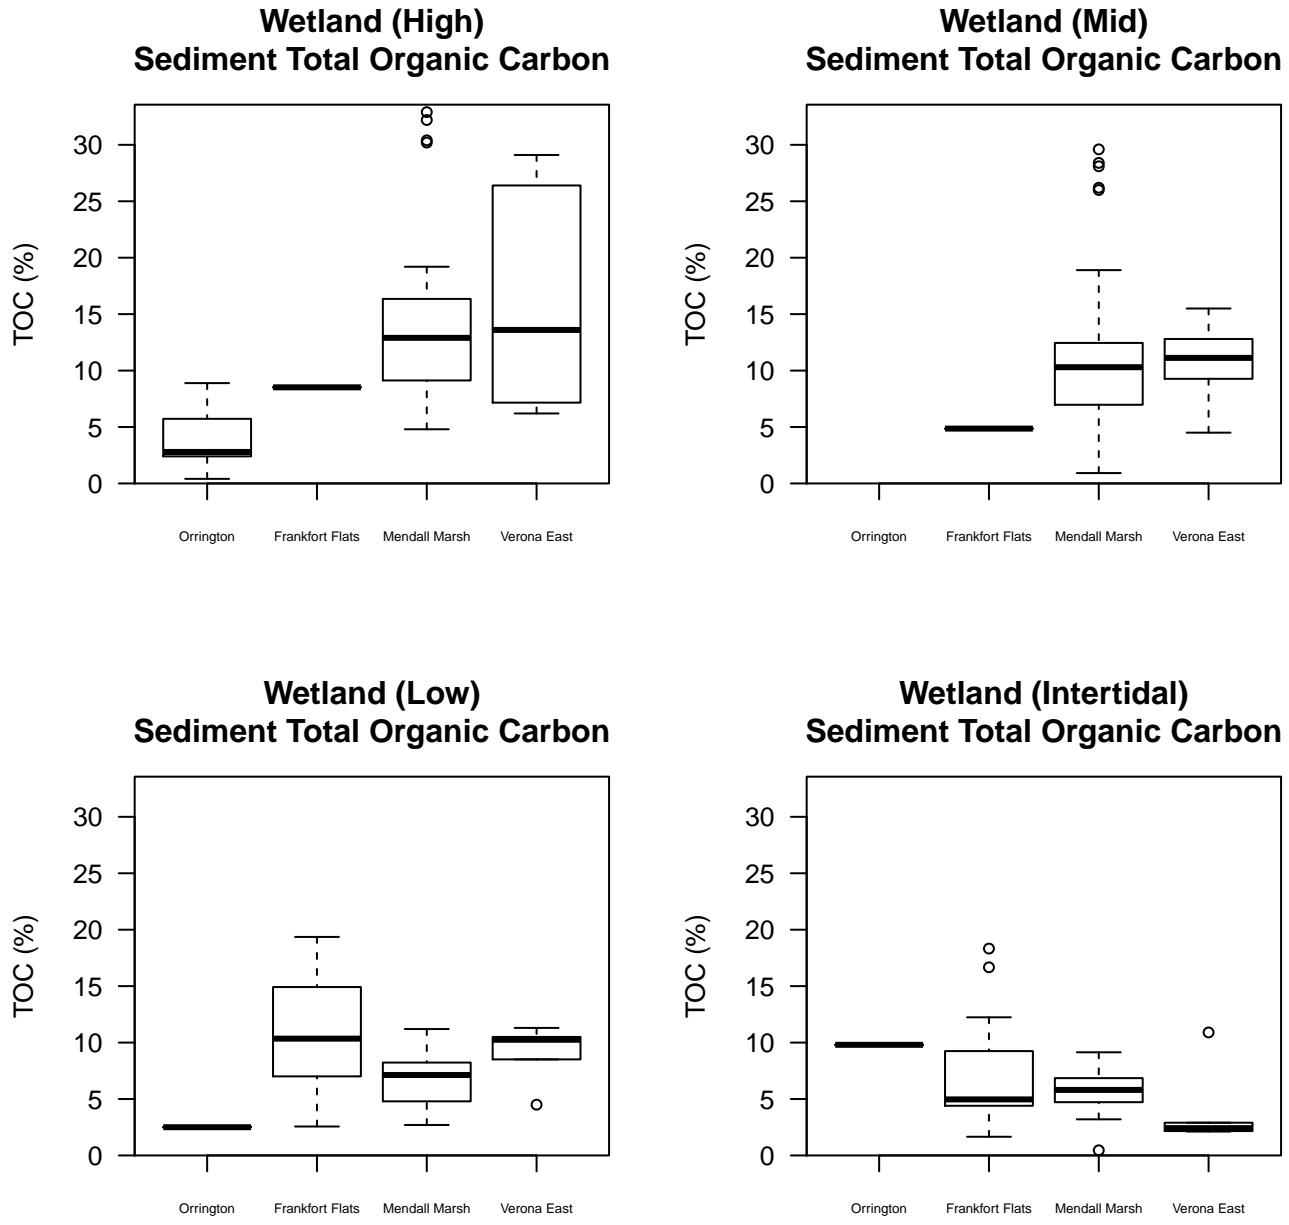 Wetland (High)
Sediment Total Organic Carbon
TOC (%)
30
25
20
15
10
5
0
Orrington Frankfort Flats Mendall Marsh Verona East
Wetland (Mid)
Sediment Total Organic Carbon
TOC (%)
30
25
20
15
10
5
0
Orrington Frankfort Flats Mendall Marsh Verona East
Wetland (Low)
Sediment Total Organic Carbon
TOC (%)
30
25
20
15
10
5
0
Orrington Frankfort Flats Mendall Marsh Verona East
Wetland (Intertidal)
Sediment Total Organic Carbon
TOC (%)
30
25
20
15
10
5
0
Orrington Frankfort Flats Mendall Marsh Verona East